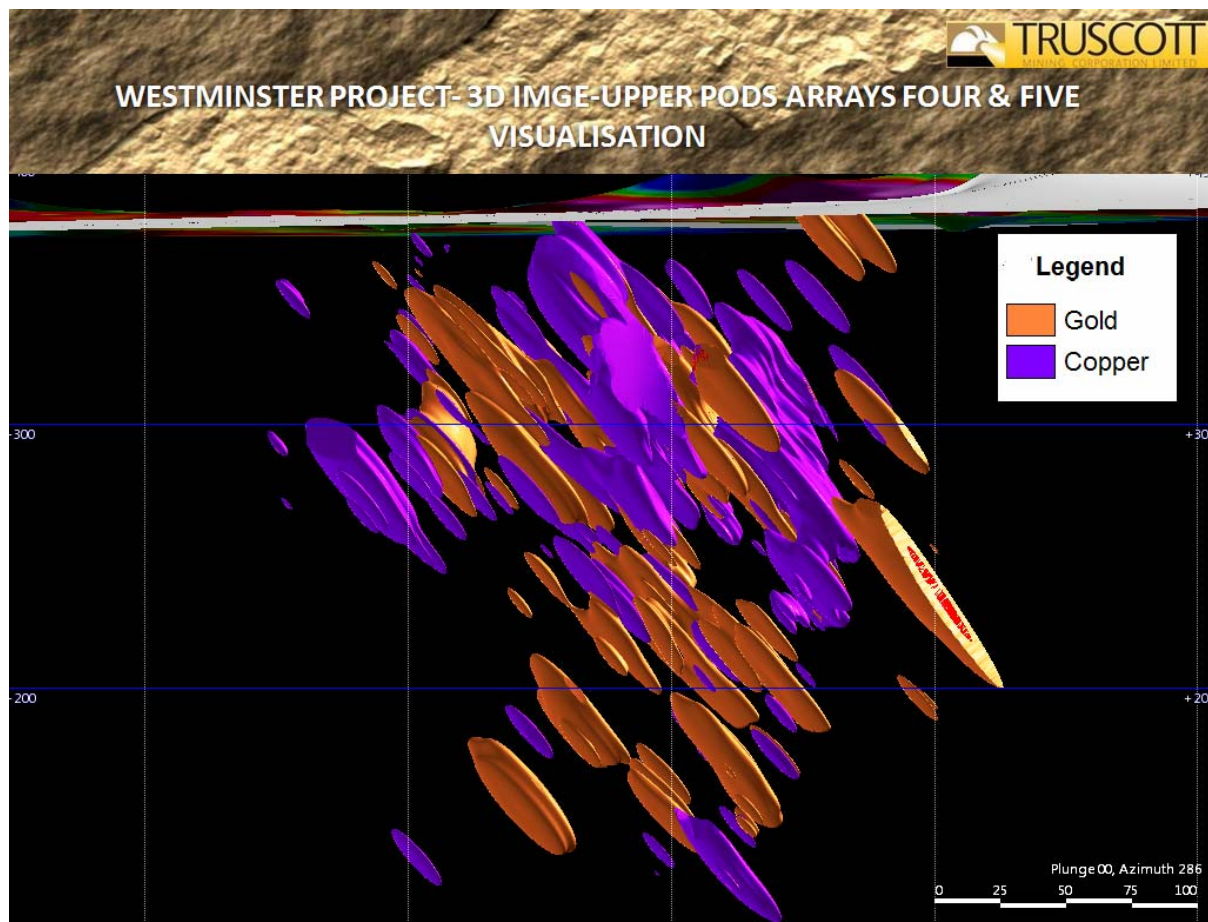 TRUSCOTT
MINING CORPORATION LIMITED
WESTMINSTER PROJECT- 3D IMGE-UPPER PODS ARRAYS FOUR & FIVE
VISUALISATION
Legend
Gold
Copper
300
+30
200
+20
Plunge 00, Azimuth 286
0 25 50 75 100